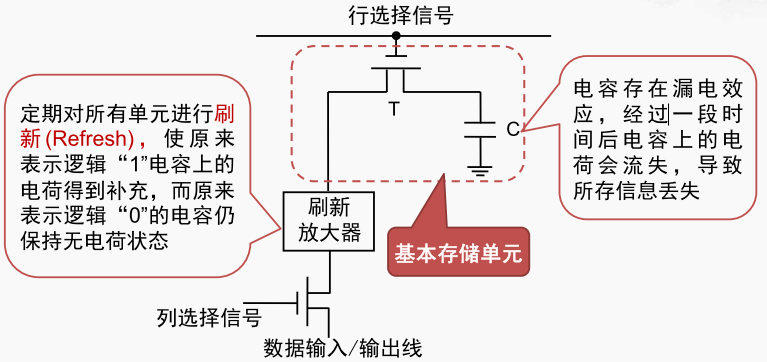 行选择信号
定期对所有单元进行刷
新(Refresh)，使原来
表示逻辑“1”电容上的
电荷得到补充，而原来
表示逻辑“0”的电容仍
保持无电荷状态
T
C
电容存在漏电效
应，经过一段时
间后电容上的电
荷会流失，导致
所存信息丢失
刷新
放大器
基本存储单元
列选择信号
数据输入/输出线